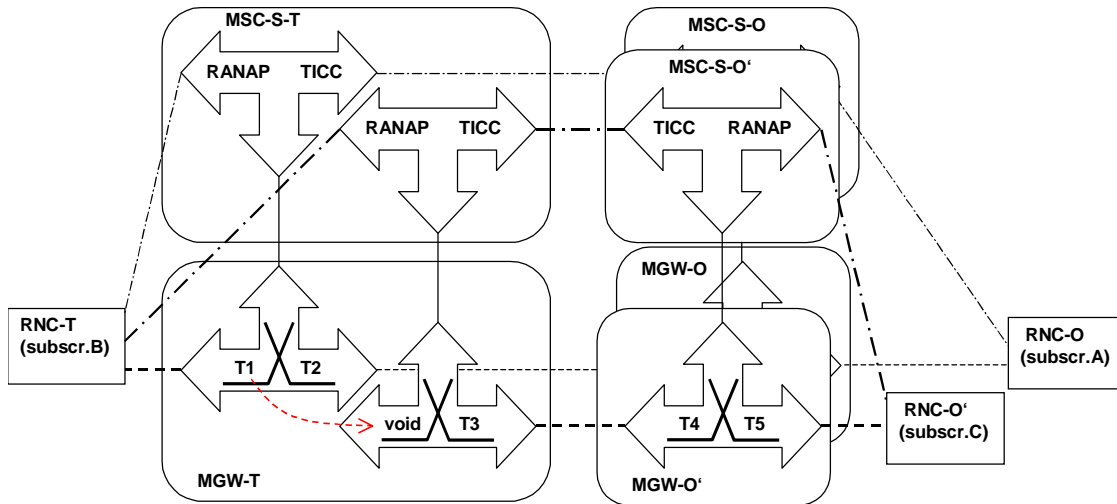 MSC-S-T
MSC-S-O
MSC-S-O‘
RANAP TICC
RANAP TICC
TICC RANAP
MGW-O
RNC-T
(subscr.B)
RNC-O
(subscr.A)
T1 T2
void T3
T4 T5
RNC-O‘
(subscr.C)
MGW-T
MGW-O‘